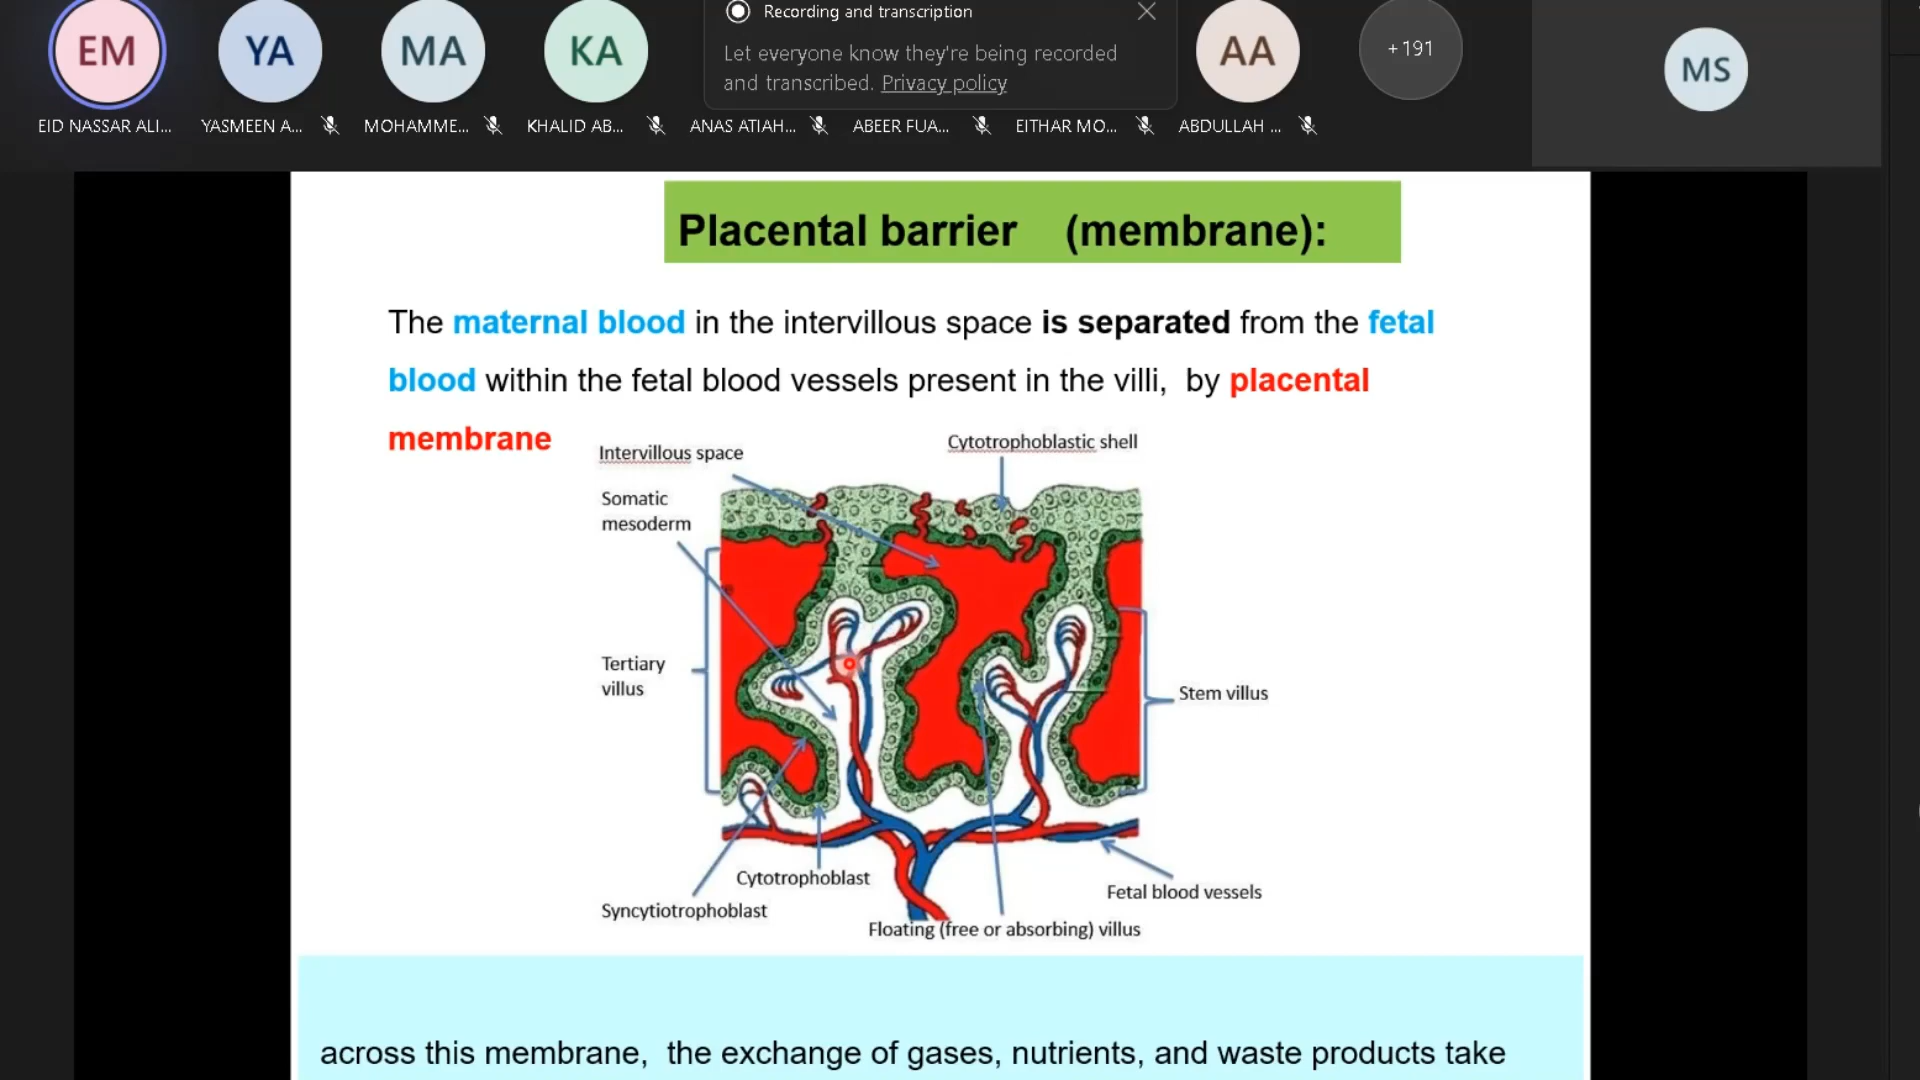 Recording and transcription
Let everyone know they're being recorded
and transcribed. Privacy policy
EM
YA
MA
KA
AA
+191
MS
EID NASSAR ALI...
YASMEEN A...
MOHAMME...
KHALID AB...
ANAS ATIAH...
ABEER FUA...
EITHAR MO...
ABDULLAH ...
Placental barrier (membrane):
The maternal blood in the intervillous space is separated from the fetal
blood within the fetal blood vessels present in the villi, by placental
membrane
Intervillous space
Cytotrophoblastic shell
Somatic
mesoderm
Tertiary
villus
Stem villus
Cytotrophoblast
Syncytiotrophoblast
Fetal blood vessels
Floating (free or absorbing) villus
across this membrane, the exchange of gases, nutrients, and waste products take